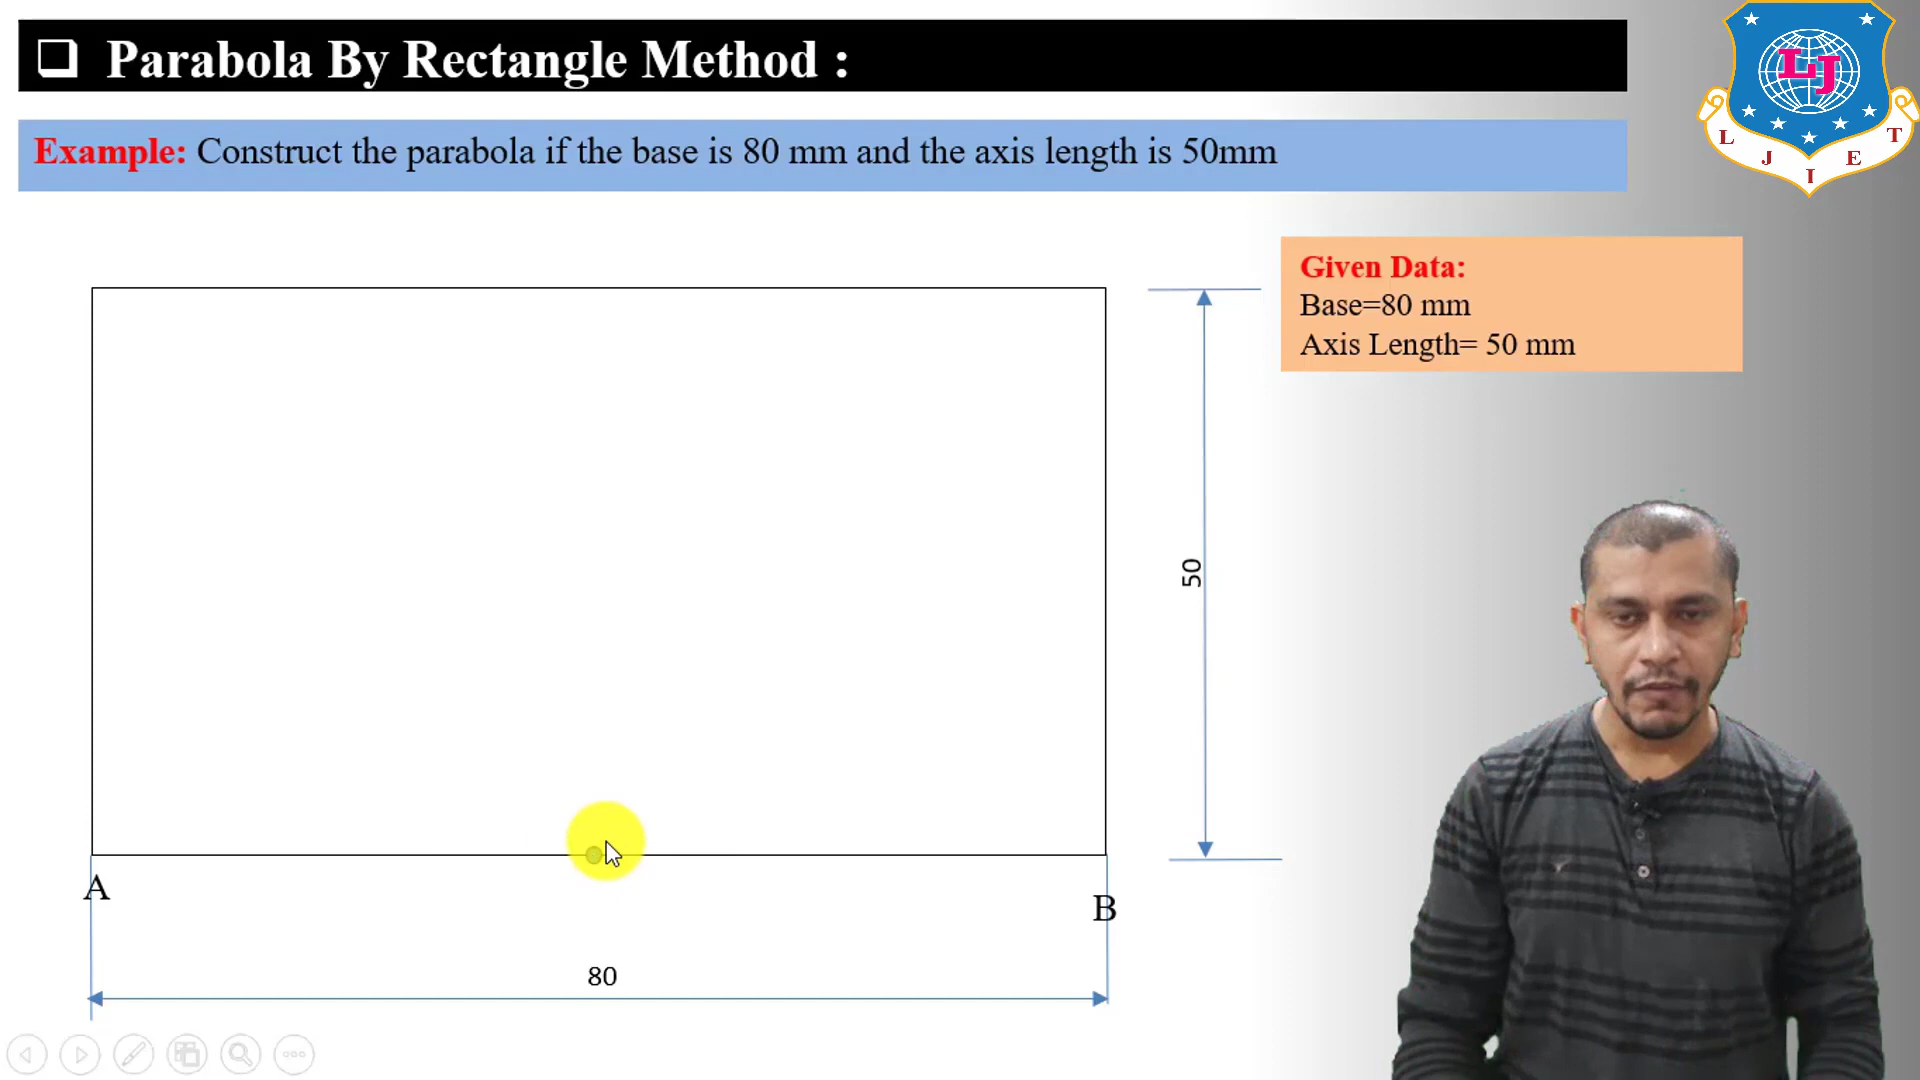 Parabola By Rectangle Method :
Example: Construct the parabola if the base is 80 mm and the axis length is 50mm
LJ
L J I E T
Given Data:
Base=80 mm
Axis Length= 50 mm
50
A
B
80